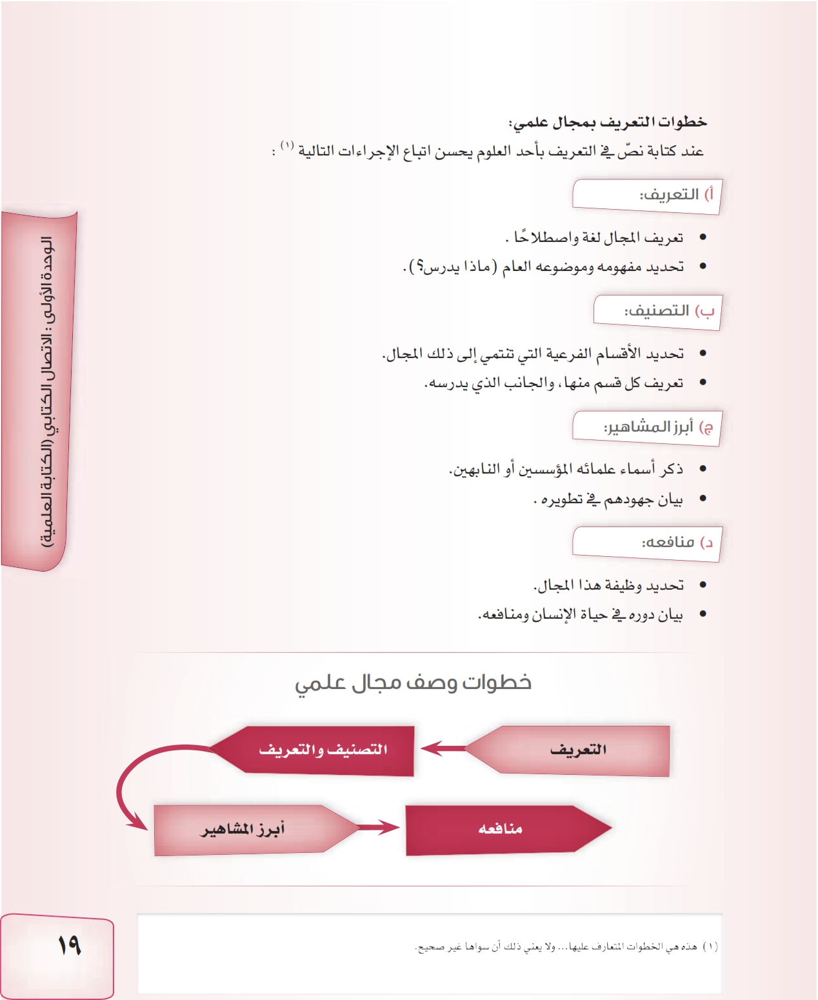 خطوات التعريف بمجال علمي:
عند كتابة نصّ في التعريف بأحد العلوم يحسن اتباع الإجراءات التالية (١) :
أ) التعريف:
• تعريف المجال لغة واصطلاحًا .
• تحديد مفهومه وموضوعه العام (ماذا يدرس؟).
ب) التصنيف:
• تحديد الأقسام الفرعية التي تنتمي إلى ذلك المجال.
• تعريف كل قسم منها، والجانب الذي يدرسه.
ج) أبرز المشاهير:
• ذكر أسماء علمائه المؤسسين أو النابهين.
• بيان جهودهم في تطويره .
د) منافعه:
• تحديد وظيفة هذا المجال.
• بيان دوره في حياة الإنسان ومنافعه.
خطوات وصف مجال علمي
التعريف
التصنيف والتعريف
أبرز المشاهير
منافعه
(١) هذه هي الخطوات المتعارف عليها... ولا يعني ذلك أن سواها غير صحيح.
الوحدة الأولى : الاتصال الكتابي (الكتابة العلمية)
١٩